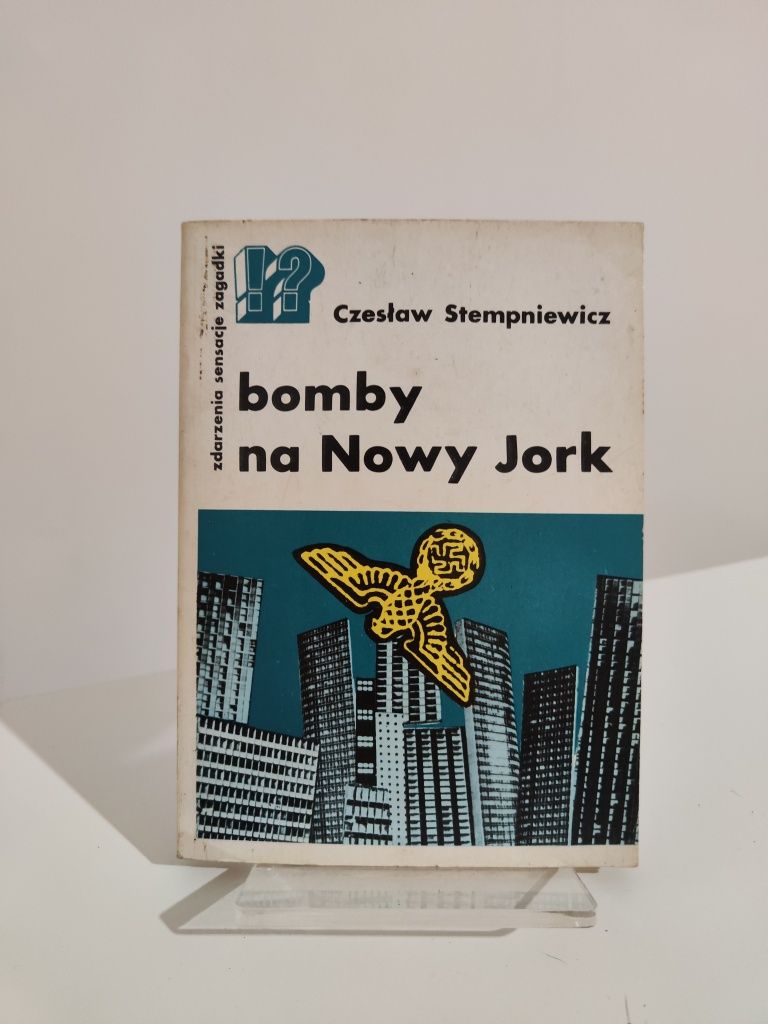 zdarzenia sensacje zagadki
!?
Czesław Stempniewicz
bomby
na Nowy Jork